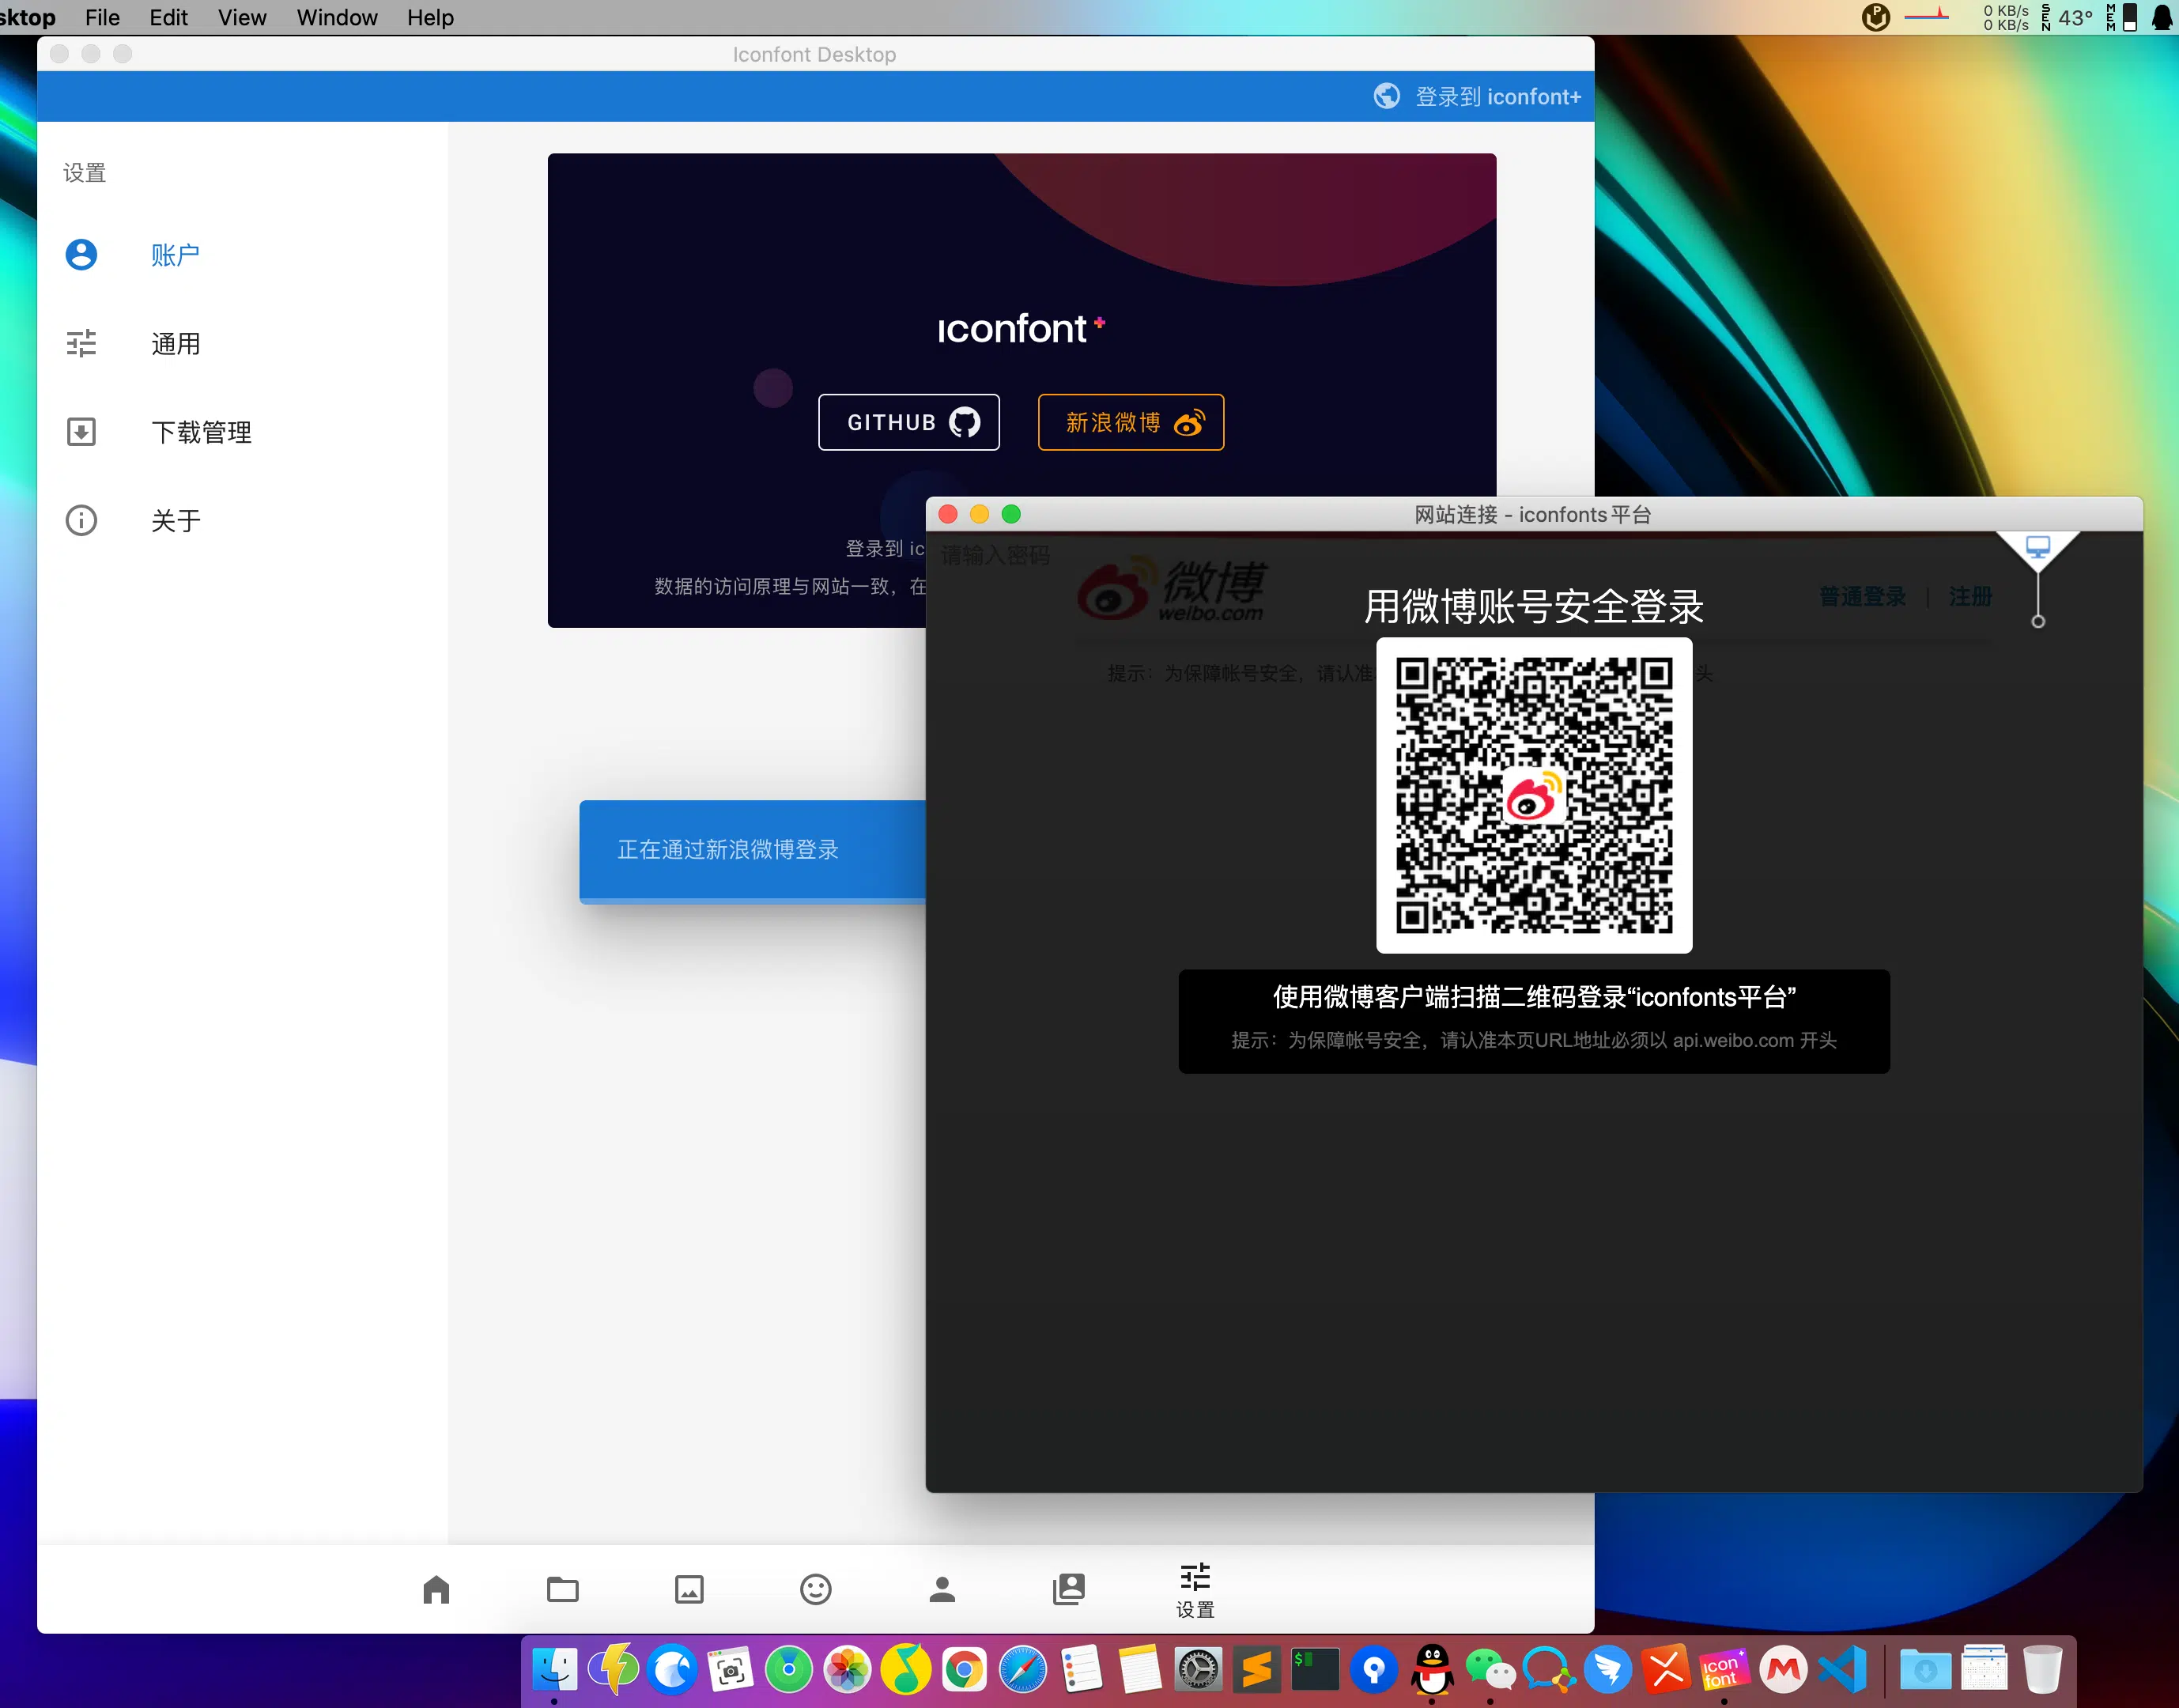 sktop File Edit View Window Help
0 KB/s
0 KB/s
SEN 43° MEM
Iconfont Desktop
登录到 iconfont+
设置
账户
通用
下载管理
关于
iconfont+
GITHUB
新浪微博
登录到 ic
数据的访问原理与网站一致，在
正在通过新浪微博登录
网站连接 - iconfonts平台
请输入密码
微博
weibo.com
用微博账号安全登录
普通登录 | 注册
提示：为保障帐号安全，请认准
头
使用微博客户端扫描二维码登录“iconfonts平台”
提示：为保障帐号安全，请认准本页URL地址必须以 api.weibo.com 开头
设置
$
icon
font